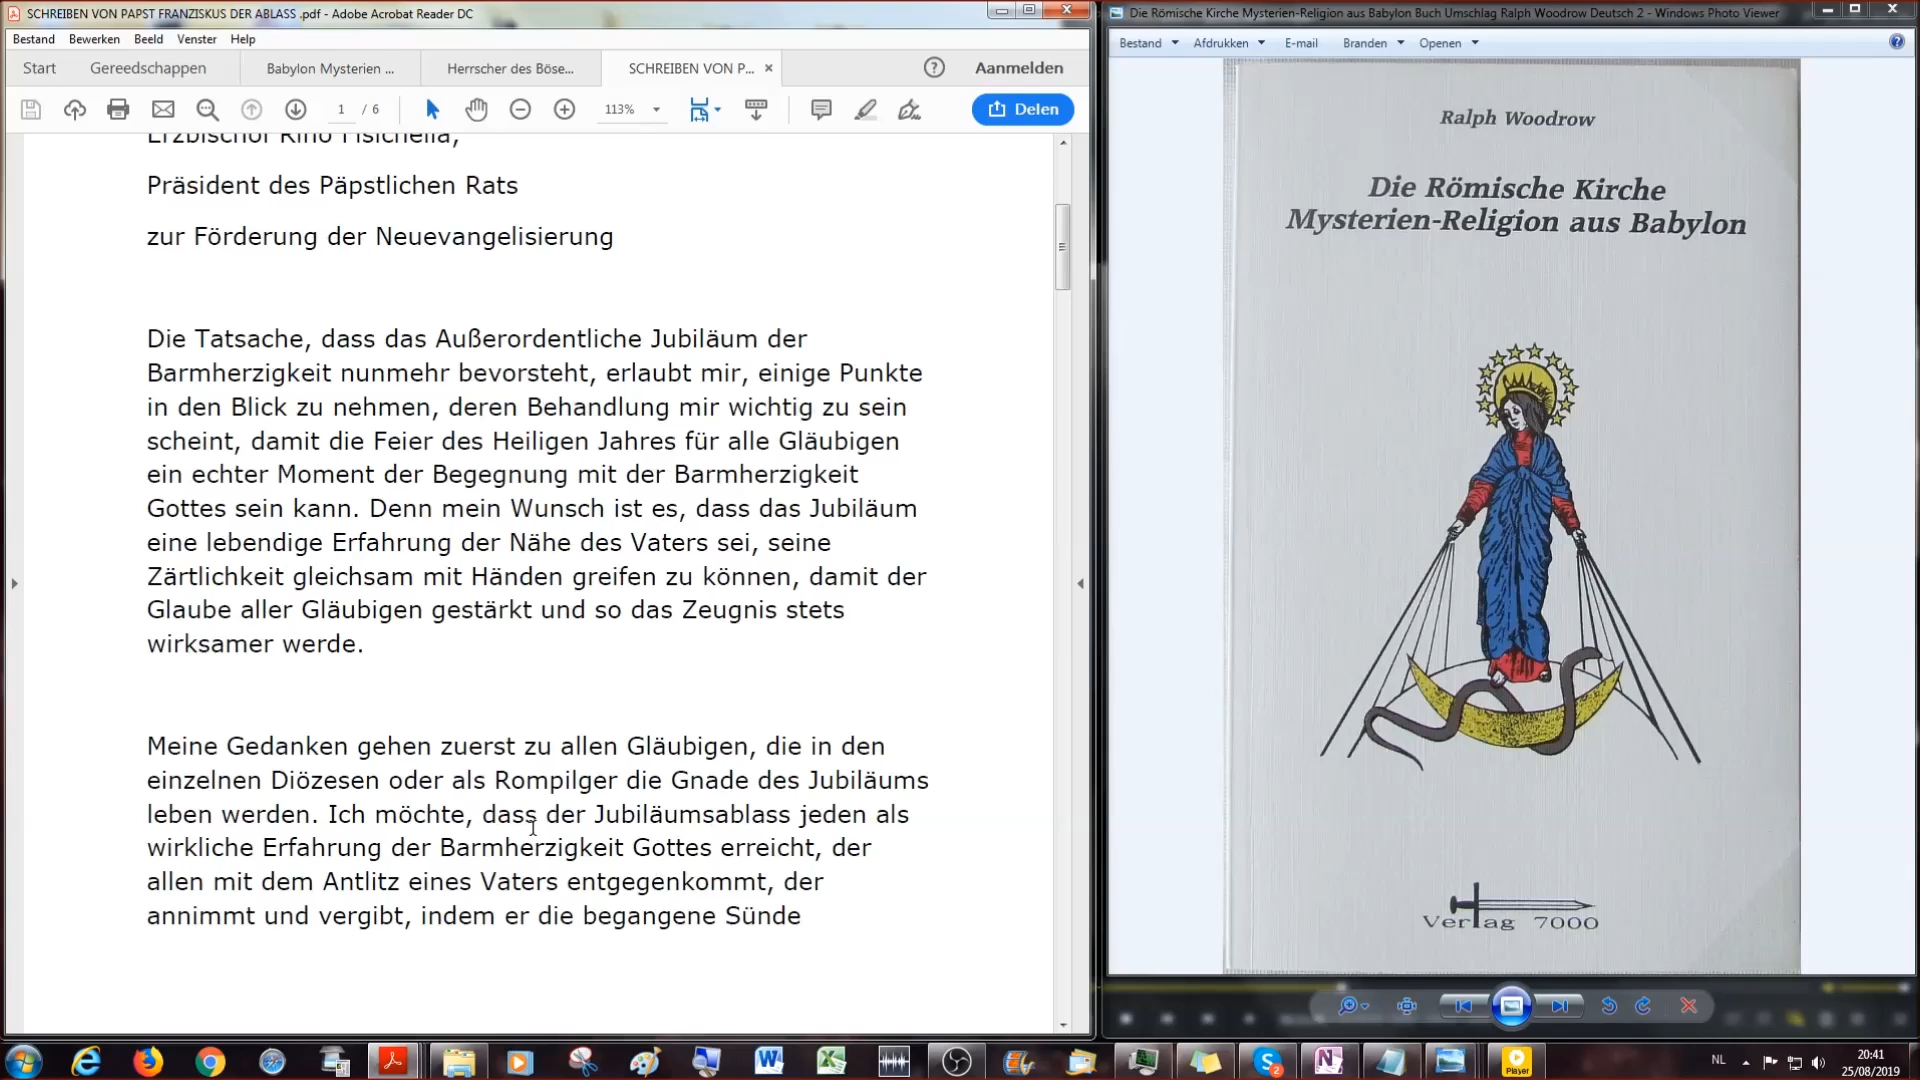 SCHREIBEN VON PAPST FRANZISKUS DER ABLASS .pdf - Adobe Acrobat Reader DC
Bestand Bewerken Beeld Venster Help
Start Gereedschappen Babylon Mysterien ... Herrscher des Böse... SCHREIBEN VON P... Aanmelden
1 / 6 113% Delen
Erzbischof Rino Fisichella,
Präsident des Päpstlichen Rats
zur Förderung der Neuevangelisierung
Die Tatsache, dass das Außerordentliche Jubiläum der
Barmherzigkeit nunmehr bevorsteht, erlaubt mir, einige Punkte
in den Blick zu nehmen, deren Behandlung mir wichtig zu sein
scheint, damit die Feier des Heiligen Jahres für alle Gläubigen
ein echter Moment der Begegnung mit der Barmherzigkeit
Gottes sein kann. Denn mein Wunsch ist es, dass das Jubiläum
eine lebendige Erfahrung der Nähe des Vaters sei, seine
Zärtlichkeit gleichsam mit Händen greifen zu können, damit der
Glaube aller Gläubigen gestärkt und so das Zeugnis stets
wirksamer werde.
Meine Gedanken gehen zuerst zu allen Gläubigen, die in den
einzelnen Diözesen oder als Rompilger die Gnade des Jubiläums
leben werden. Ich möchte, dass der Jubiläumsablass jeden als
wirkliche Erfahrung der Barmherzigkeit Gottes erreicht, der
allen mit dem Antlitz eines Vaters entgegenkommt, der
annimmt und vergibt, indem er die begangene Sünde
Die Römische Kirche Mysterien-Religion aus Babylon Buch Umschlag Ralph Woodrow Deutsch 2 - Windows Photo Viewer
Bestand Afdrukken E-mail Branden Openen
Ralph Woodrow
Die Römische Kirche
Mysterien-Religion aus Babylon
Verlag 7000
Player
NL
20:41
25/08/2019